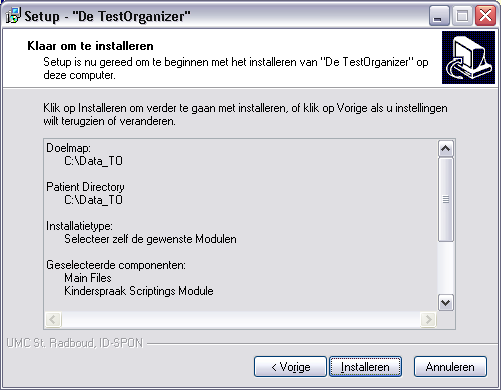 Setup - "De TestOrganizer"
Klaar om te installeren
Setup is nu gereed om te beginnen met het installeren van "De TestOrganizer" op
deze computer.
Klik op Installeren om verder te gaan met installeren, of klik op Vorige als u instellingen
wilt terugzien of veranderen.
Doelmap:
C:\Data_TO
Patient Directory
C:\Data_TO
Installatietype:
Selecteer zelf de gewenste Modulen
Geselecteerde componenten:
Main Files
Kinderspraak Scriptings Module
UMC St. Radboud, ID-SPON
< Vorige
Installeren
Annuleren